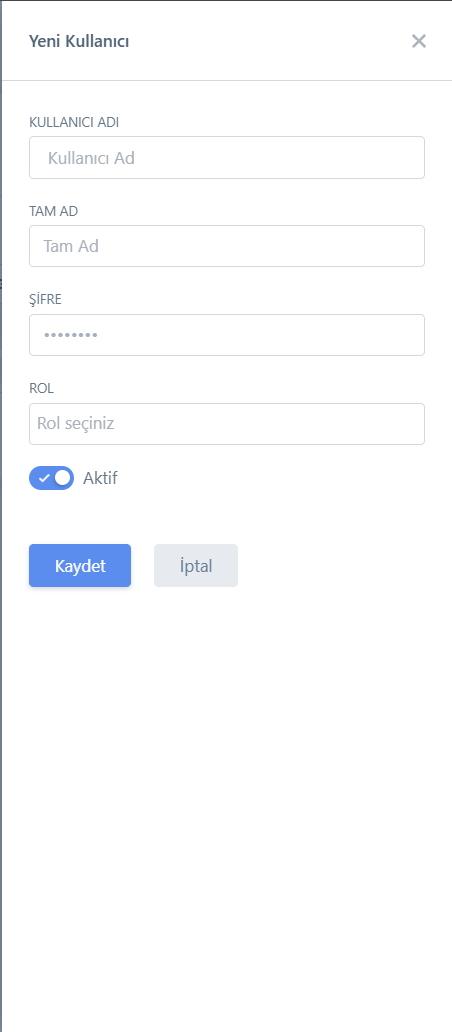 Yeni Kullanıcı
KULLANICI ADI
Kullanıcı Ad
TAM AD
Tam Ad
ŞİFRE
••••••••
ROL
Rol seçiniz
Aktif
Kaydet
İptal